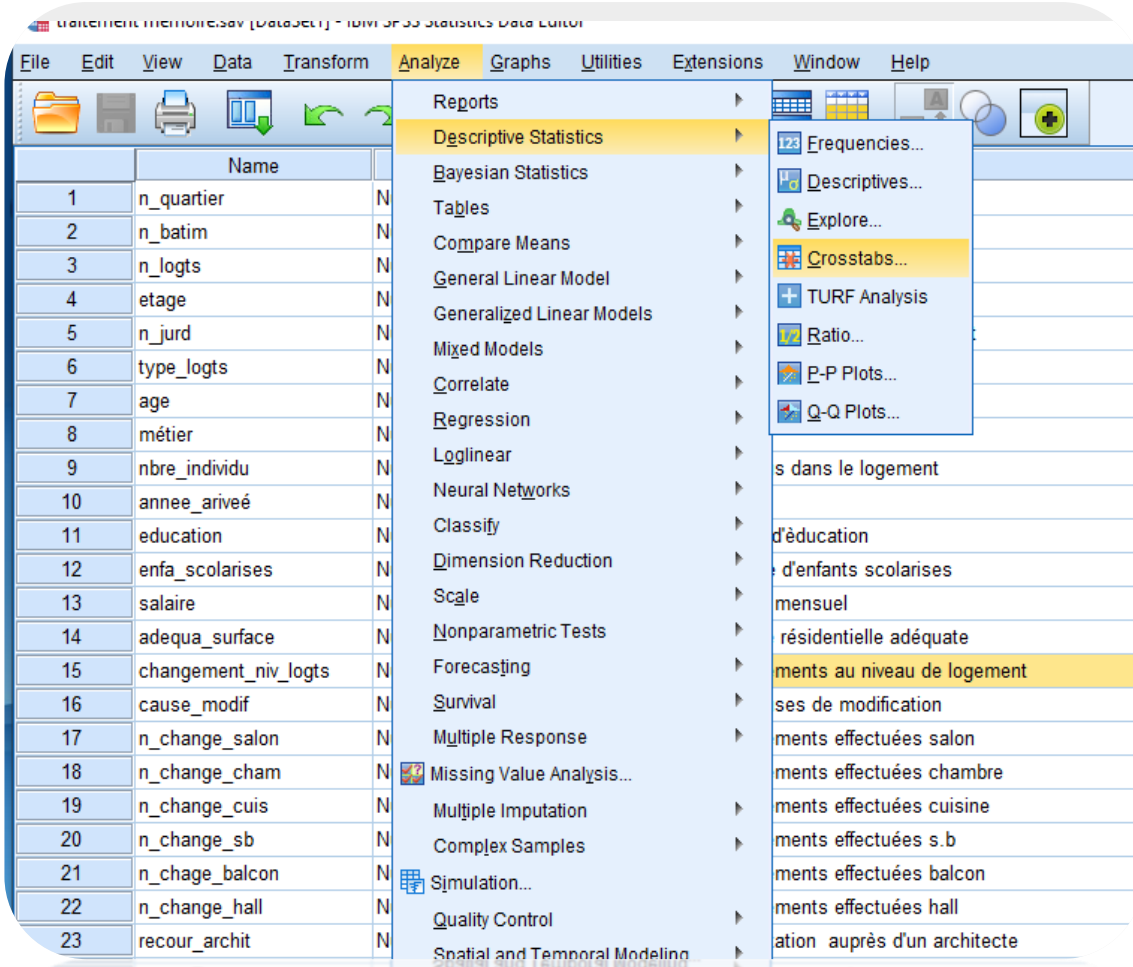 traitement memoire.sav [DataSet1] - IBM SPSS Statistics Data Editor
File Edit View Data Transform Analyze Graphs Utilities Extensions Window Help
Reports
Descriptive Statistics
Bayesian Statistics
Tables
Compare Means
General Linear Model
Generalized Linear Models
Mixed Models
Correlate
Regression
Loglinear
Neural Networks
Classify
Dimension Reduction
Scale
Nonparametric Tests
Forecasting
Survival
Multiple Response
Missing Value Analysis...
Multiple Imputation
Complex Samples
Simulation...
Quality Control
Spatial and Temporal Modeling
123 Frequencies...
Descriptives...
Explore...
Crosstabs...
TURF Analysis
1/2 Ratio...
P-P Plots...
Q-Q Plots...
A
Name
1 n_quartier N
2 n_batim N
3 n_logts N
4 etage N
5 n_jurd N
6 type_logts N
7 age N
8 métier N
9 nbre_individu N s dans le logement
10 annee_ariveé N
11 education N d'èducation
12 enfa_scolarises N d'enfants scolarises
13 salaire N mensuel
14 adequa_surface N résidentielle adéquate
15 changement_niv_logts N ments au niveau de logement
16 cause_modif N ses de modification
17 n_change_salon N ments effectuées salon
18 n_change_cham N ments effectuées chambre
19 n_change_cuis N ments effectuées cuisine
20 n_change_sb N ments effectuées s.b
21 n_chage_balcon N ments effectuées balcon
22 n_change_hall N ments effectuées hall
23 recour_archit N ation auprès d'un architecte